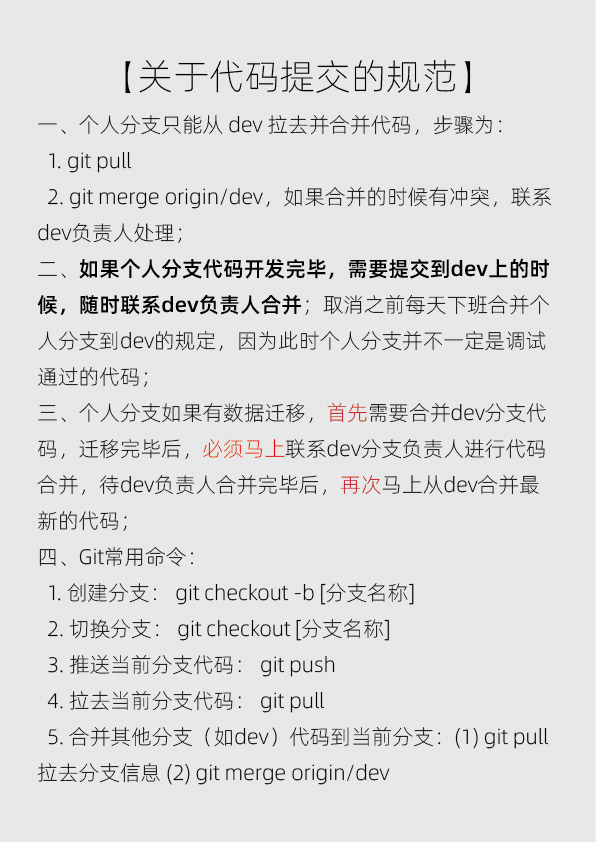 【关于代码提交的规范】
一、个人分支只能从 dev 拉去并合并代码，步骤为：
1. git pull
2. git merge origin/dev，如果合并的时候有冲突，联系
dev负责人处理；
二、如果个人分支代码开发完毕，需要提交到dev上的时
候，随时联系dev负责人合并；取消之前每天下班合并个
人分支到dev的规定，因为此时个人分支并不一定是调试
通过的代码；
三、个人分支如果有数据迁移，首先需要合并dev分支代
码，迁移完毕后，必须马上联系dev分支负责人进行代码
合并，待dev负责人合并完毕后，再次马上从dev合并最
新的代码；
四、Git常用命令：
1. 创建分支： git checkout -b [分支名称]
2. 切换分支： git checkout [分支名称]
3. 推送当前分支代码： git push
4. 拉去当前分支代码： git pull
5. 合并其他分支（如dev）代码到当前分支：(1) git pull
拉去分支信息 (2) git merge origin/dev